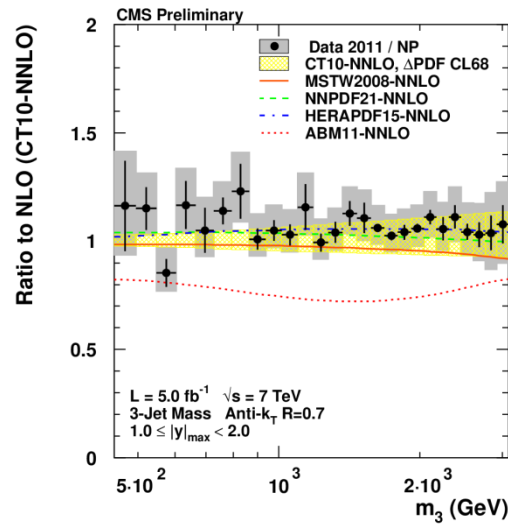 CMS Preliminary
Ratio to NLO (CT10-NNLO)
2
1.5
1
0.5
0
Data 2011 / NP
CT10-NNLO, ΔPDF CL68
MSTW2008-NNLO
NNPDF21-NNLO
HERAPDF15-NNLO
ABM11-NNLO
L = 5.0 fb⁻¹ √s = 7 TeV
3-Jet Mass Anti-k_T R=0.7
1.0 ≤ |y|_max < 2.0
5·10² 10³ 2·10³
m₃ (GeV)